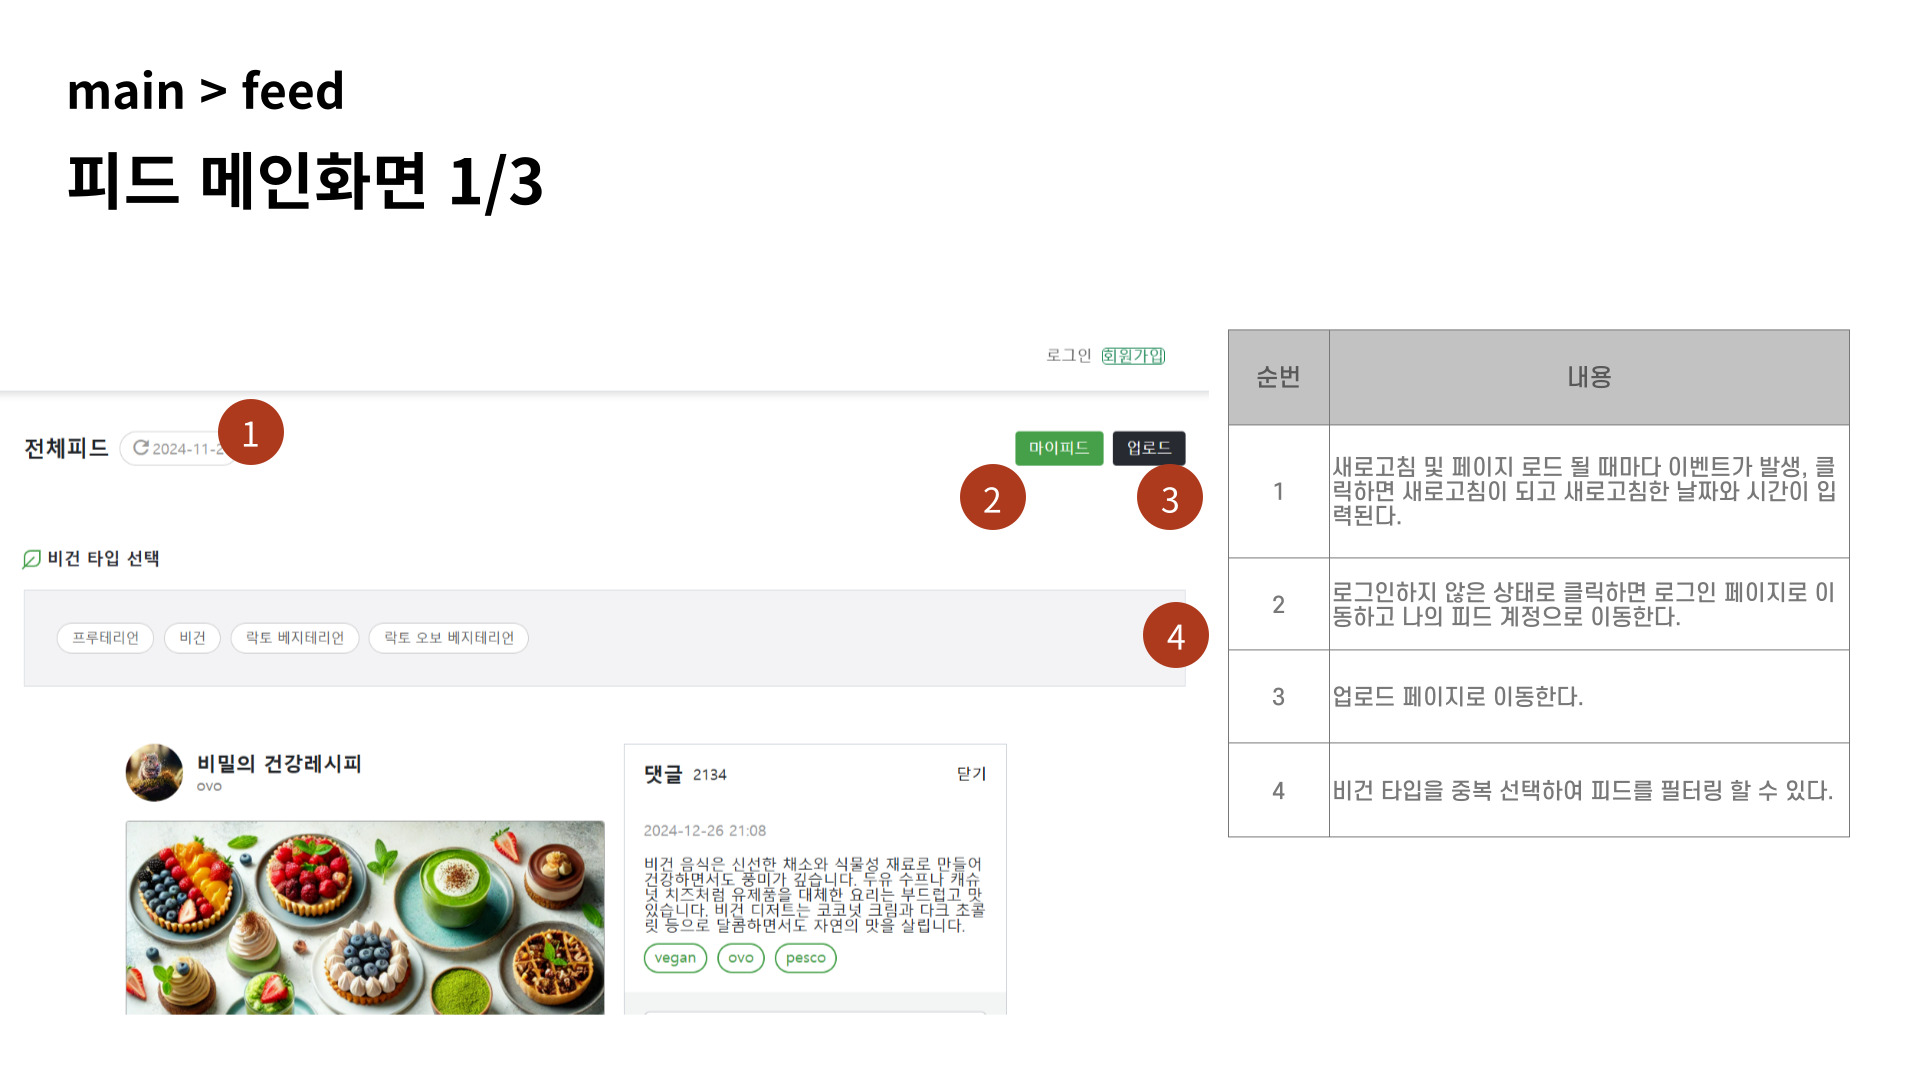 main > feed
피드 메인화면 1/3
로그인 회원가입
전체피드 2024-11-2
1
마이피드 업로드
2
3
비건 타입 선택
프루테리언 비건 락토 베지테리언 락토 오보 베지테리언
4
비밀의 건강레시피
ovo
댓글 2134 닫기
2024-12-26 21:08
비건 음식은 신선한 채소와 식물성 재료로 만들어
건강하면서도 풍미가 깊습니다. 두유 수프나 캐슈
넛 치즈처럼 유제품을 대체한 요리는 부드럽고 맛
있습니다. 비건 디저트는 코코넛 크림과 다크 초콜
릿 등으로 달콤하면서도 자연의 맛을 살립니다.
vegan ovo pesco
순번 내용
1
새로고침 및 페이지 로드 될 때마다 이벤트가 발생, 클
릭하면 새로고침이 되고 새로고침한 날짜와 시간이 입
력된다.
2
로그인하지 않은 상태로 클릭하면 로그인 페이지로 이
동하고 나의 피드 계정으로 이동한다.
3
업로드 페이지로 이동한다.
4
비건 타입을 중복 선택하여 피드를 필터링 할 수 있다.